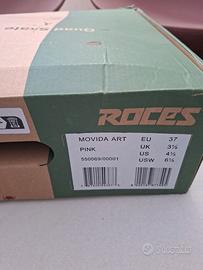 Quad Skate
ROCES
MOVIDA ART EU 37
PINK UK 3½
550069/00001 US 4½
USW 6½
subito